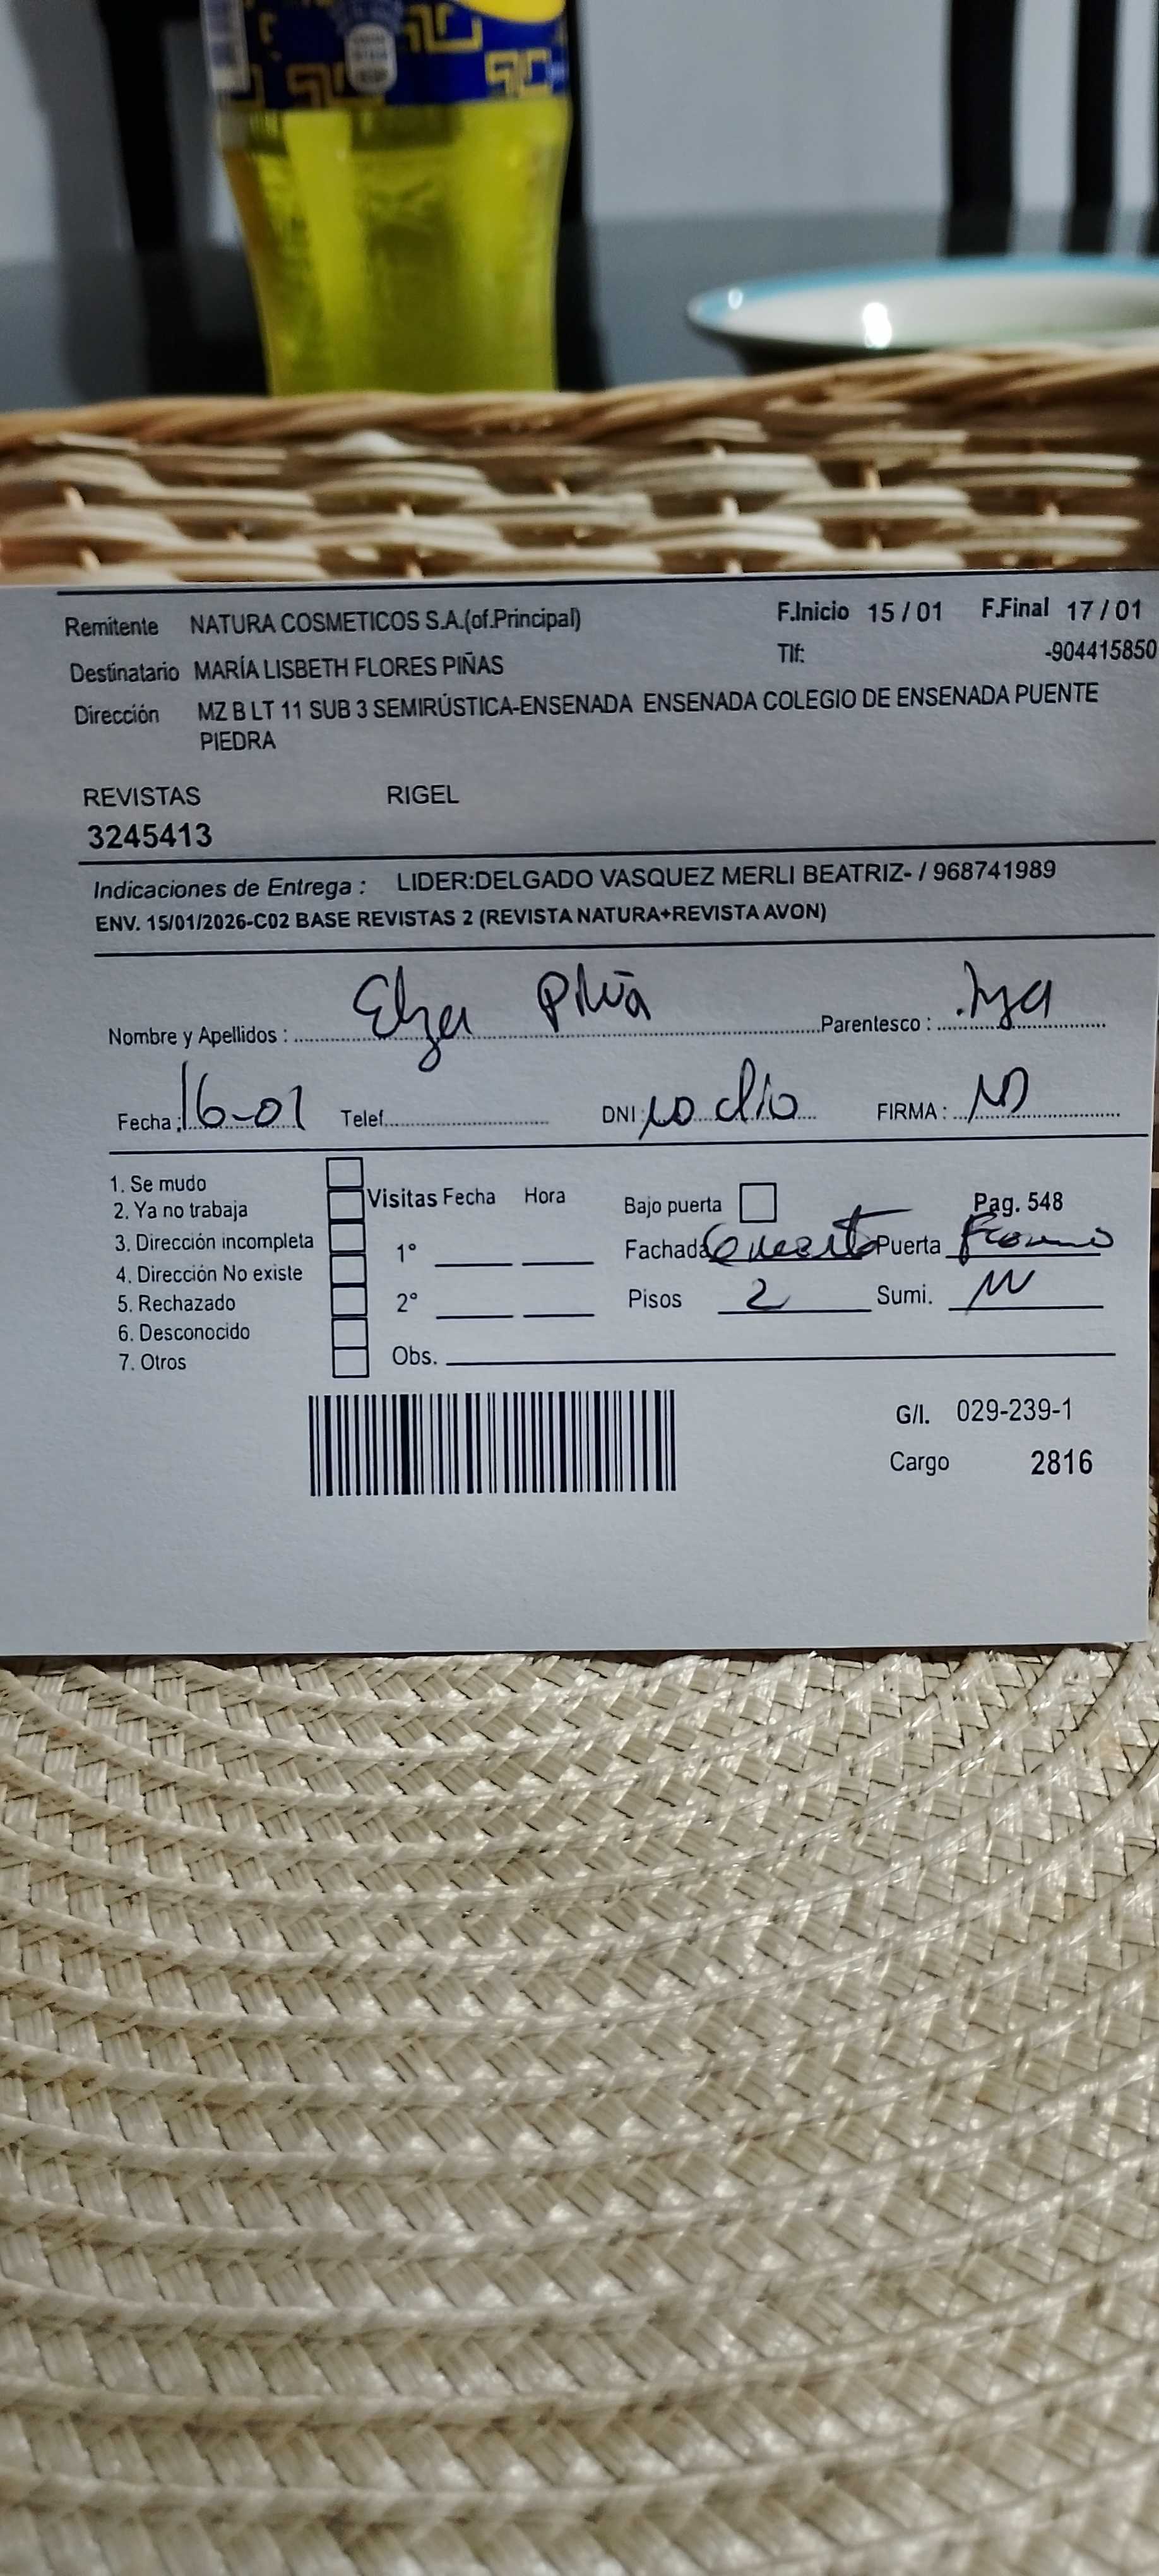 Remitente NATURA COSMETICOS S.A.(of.Principal) F.Inicio 15 / 01 F.Final 17 / 01
Destinatario MARÍA LISBETH FLORES PIÑAS Tlf: -904415850
Dirección MZ B LT 11 SUB 3 SEMIRÚSTICA-ENSENADA ENSENADA COLEGIO DE ENSENADA PUENTE
PIEDRA
REVISTAS RIGEL
3245413
Indicaciones de Entrega : LIDER:DELGADO VASQUEZ MERLI BEATRIZ- / 968741989
ENV. 15/01/2026-C02 BASE REVISTAS 2 (REVISTA NATURA+REVISTA AVON)
Nombre y Apellidos : Elza Parentesco :
Fecha : 16-01 Telef. DNI: no dio FIRMA :
1. Se mudo
2. Ya no trabaja Visitas Fecha Hora Bajo puerta Pag. 548
3. Dirección incompleta 1° Fachada Puerta
4. Dirección No existe
5. Rechazado 2° Pisos 2 Sumi.
6. Desconocido
7. Otros Obs.
G/I. 029-239-1
Cargo 2816